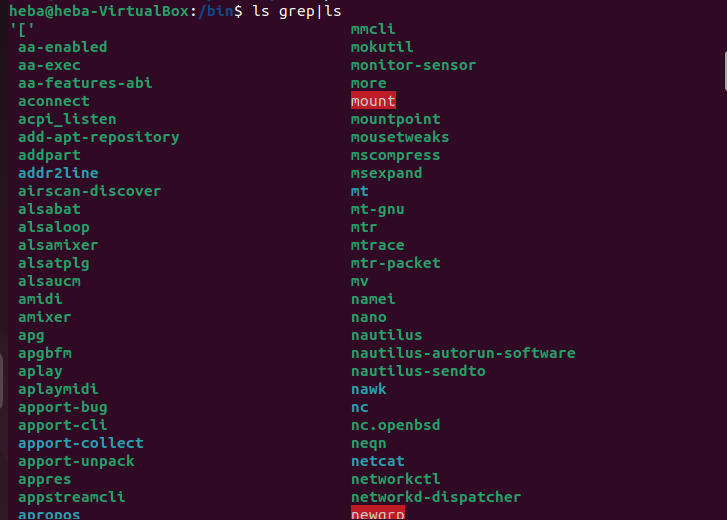 heba@heba-VirtualBox:/bin$ ls grep|ls
'[' mmcli
aa-enabled mokutil
aa-exec monitor-sensor
aa-features-abi more
aconnect mount
acpi_listen mountpoint
add-apt-repository mousetweaks
addpart mscompress
addr2line msexpand
airscan-discover mt
alsabat mt-gnu
alsaloop mtr
alsamixer mtrace
alsatplg mtr-packet
alsaucm mv
amidi namei
amixer nano
apg nautilus
apgbfm nautilus-autorun-software
aplay nautilus-sendto
aplaymidi nawk
apport-bug nc
apport-cli nc.openbsd
apport-collect neqn
apport-unpack netcat
appres networkctl
appstreamcli networkd-dispatcher
apropos newgrp